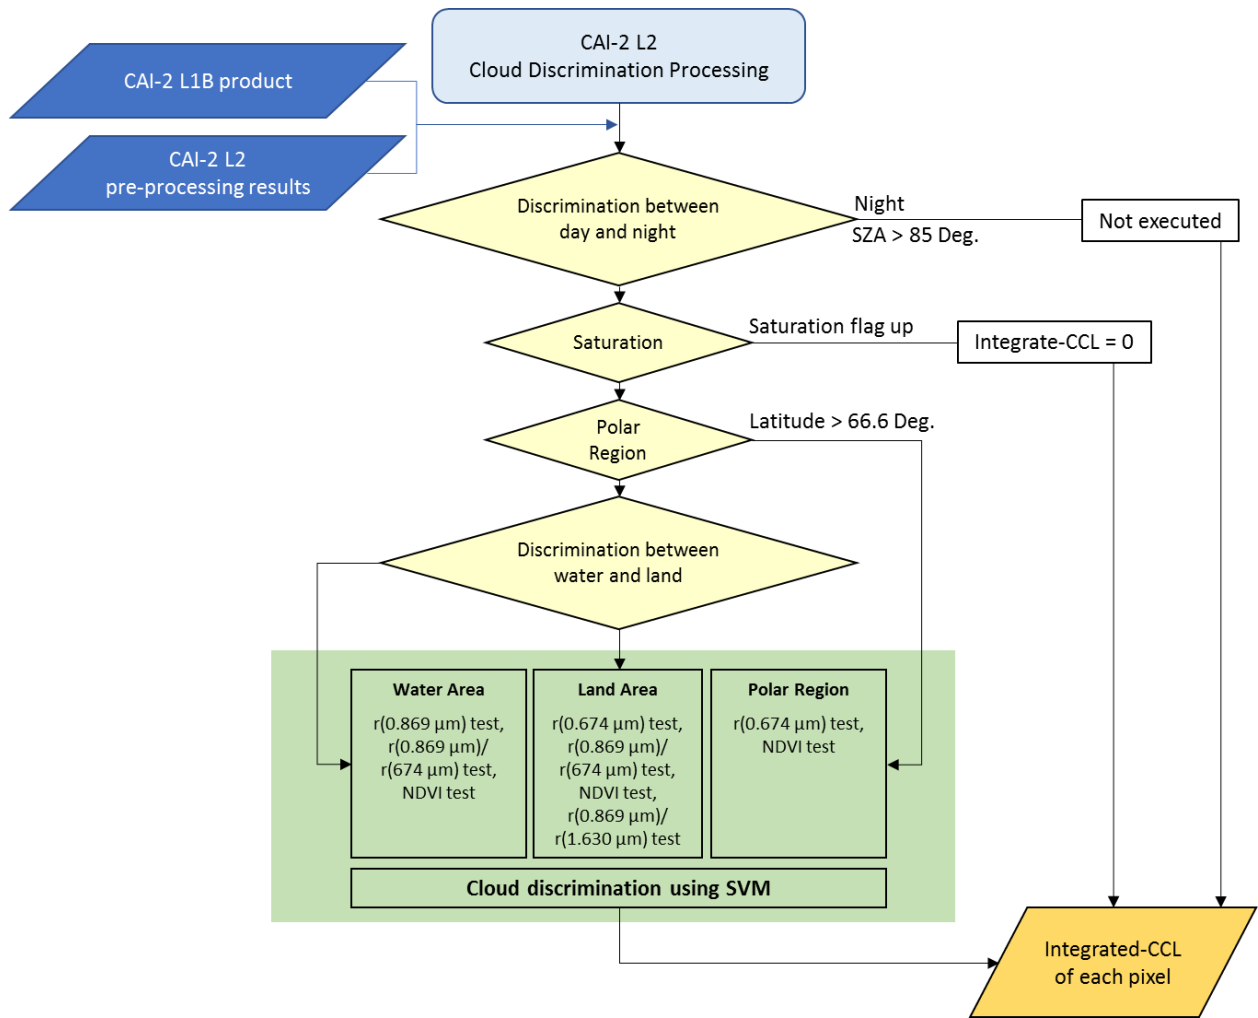 CAI-2 L2
Cloud Discrimination Processing
CAI-2 L1B product
CAI-2 L2
pre-processing results
Discrimination between
day and night
Night
SZA > 85 Deg.
Not executed
Saturation
Saturation flag up
Integrate-CCL = 0
Polar
Region
Latitude > 66.6 Deg.
Discrimination between
water and land
Water Area
r(0.869 µm) test,
r(0.869 µm)/
r(674 µm) test,
NDVI test
Land Area
r(0.674 µm) test,
r(0.869 µm)/
r(674 µm) test,
NDVI test,
r(0.869 µm)/
r(1.630 µm) test
Polar Region
r(0.674 µm) test,
NDVI test
Cloud discrimination using SVM
Integrated-CCL
of each pixel